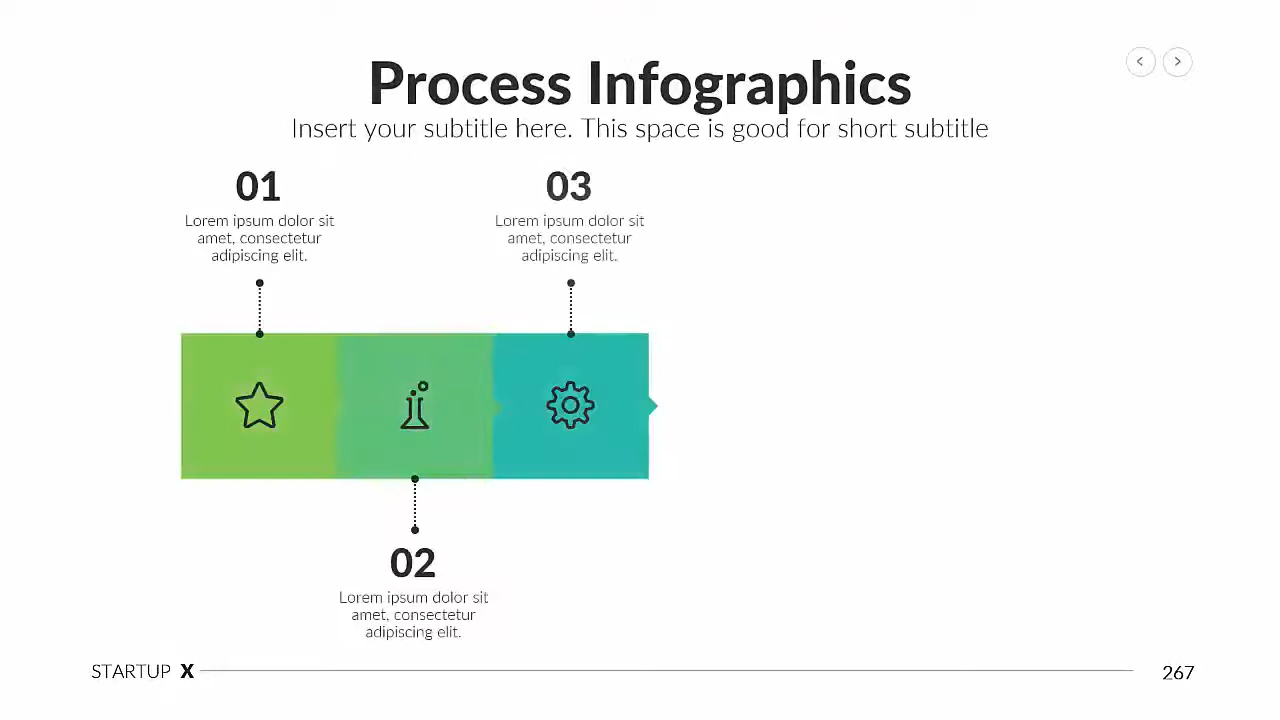 Process Infographics
Insert your subtitle here. This space is good for short subtitle
01
Lorem ipsum dolor sit
amet, consectetur
adipiscing elit.
03
Lorem ipsum dolor sit
amet, consectetur
adipiscing elit.
02
Lorem ipsum dolor sit
amet, consectetur
adipiscing elit.
STARTUP X
267